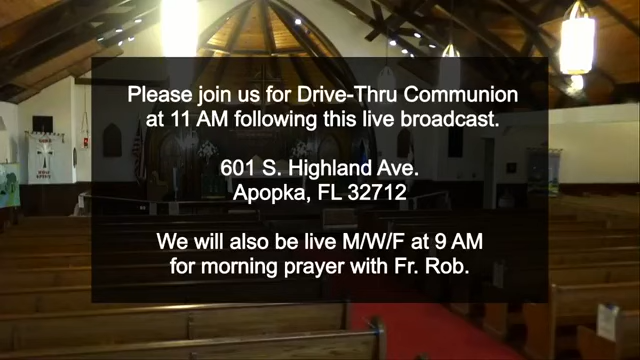 Please join us for Drive-Thru Communion
at 11 AM following this live broadcast.
601 S. Highland Ave.
Apopka, FL 32712
We will also be live M/W/F at 9 AM
for morning prayer with Fr. Rob.